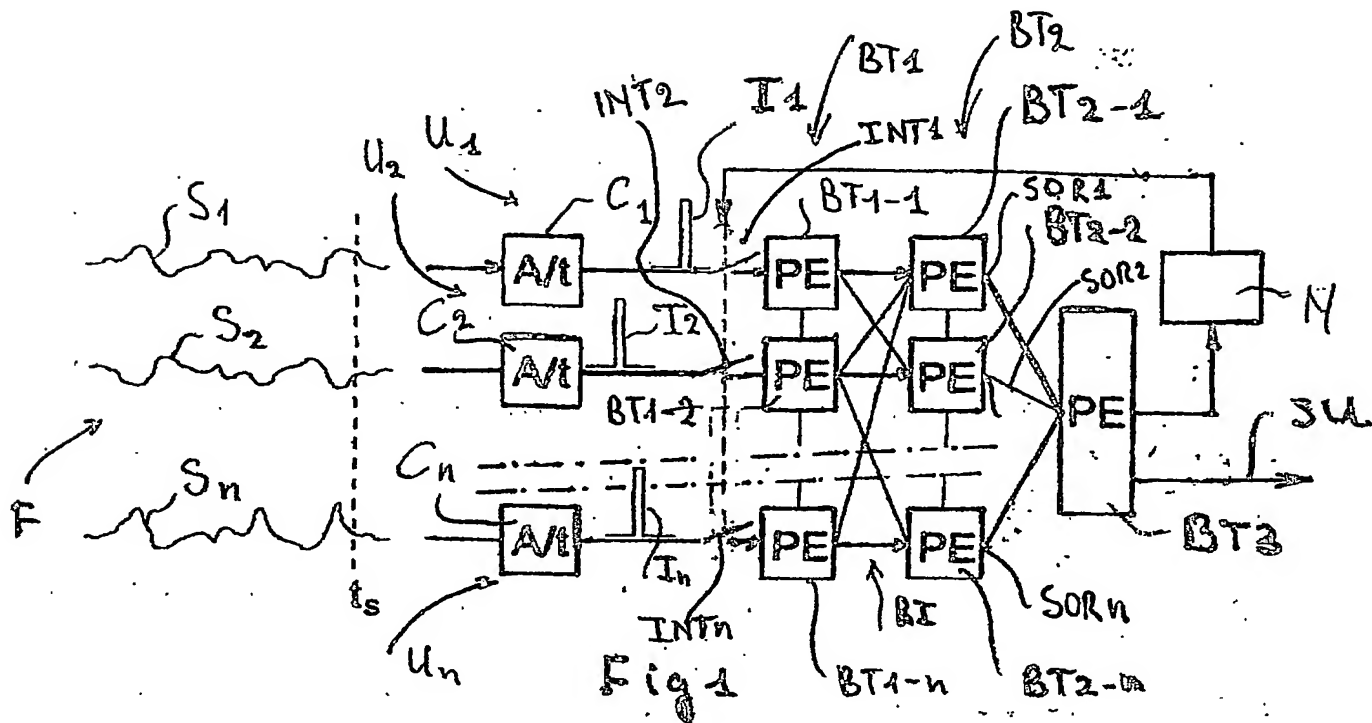 BT1
BT2
INT2
I1
BT2-1
U1
INT1
U2
S1
C1
BT1-1
SOR1
BT2-2
A/t
PE
PE
SOR2
C2
I2
N
S2
A/t
PE
PE
BT1-2
PE
SU
F
Sn
Cn
A/t
PE
PE
BT3
In
ts
INTn
BI
SORn
Un
Fig 1
BT1-n
BT2-n